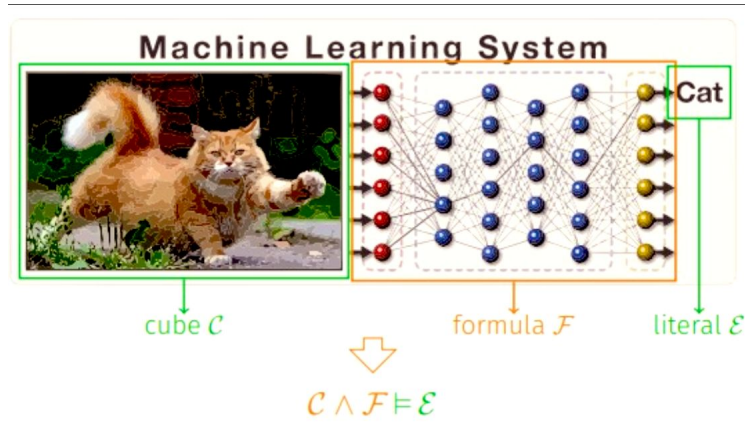 Machine Learning System
Cat
cube 𝒞
formula ℱ
literal ℰ
𝒞 ∧ ℱ ⊨ ℰ